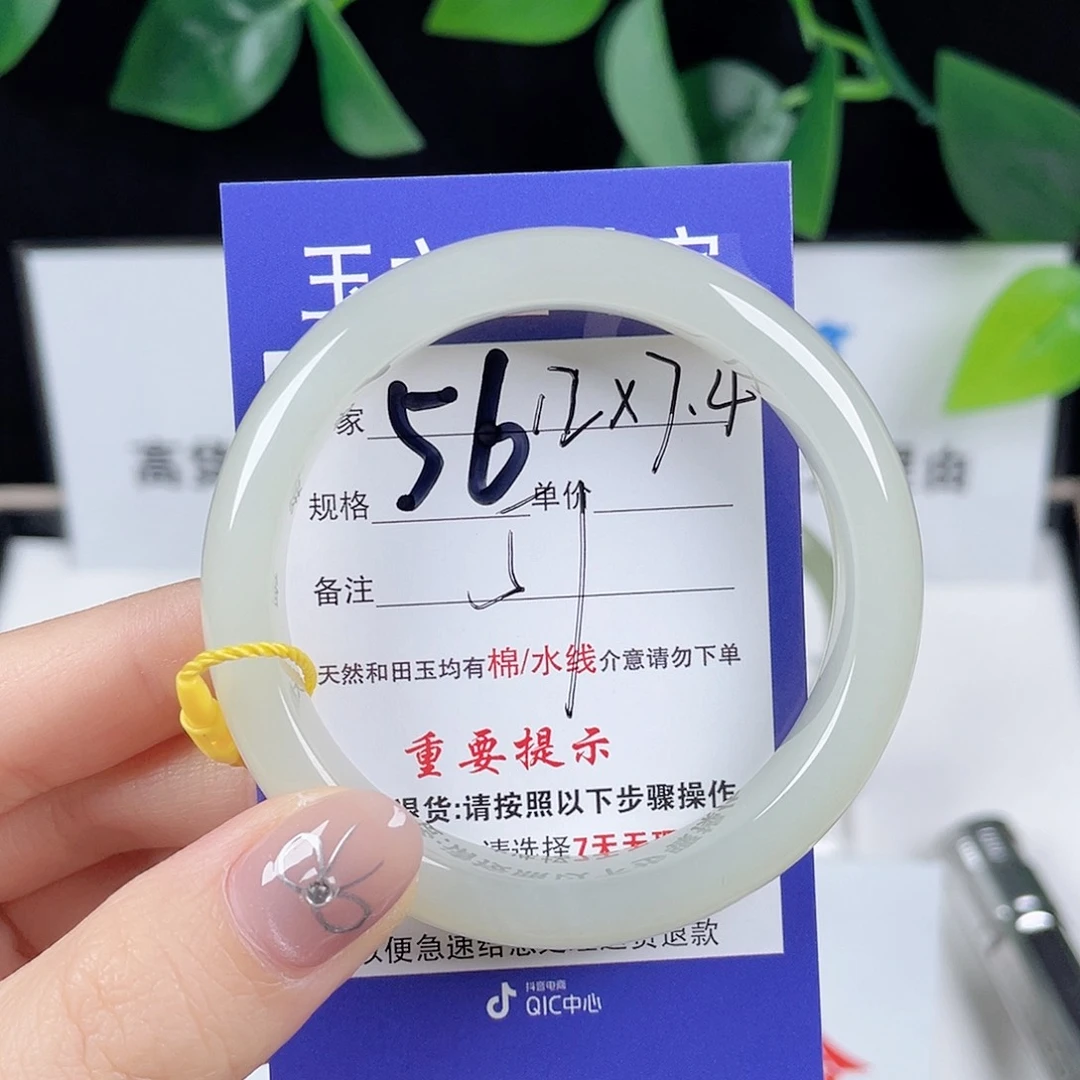 玉
家 56 12×7.4
规格 单价
备注
天然和田玉均有棉/水线介意请勿下单
重要提示
退货:请按照以下步骤操作
请选择7天无理
便急速给您处理退货退款
抖音电商
QIC中心
高货
由